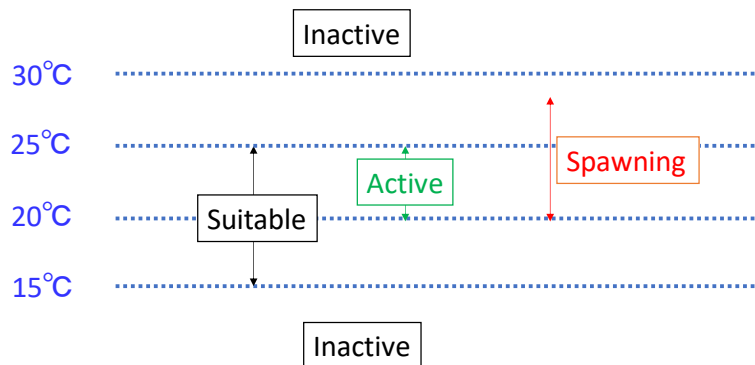 Inactive
30℃
25℃
Spawning
Active
20℃
Suitable
15℃
Inactive